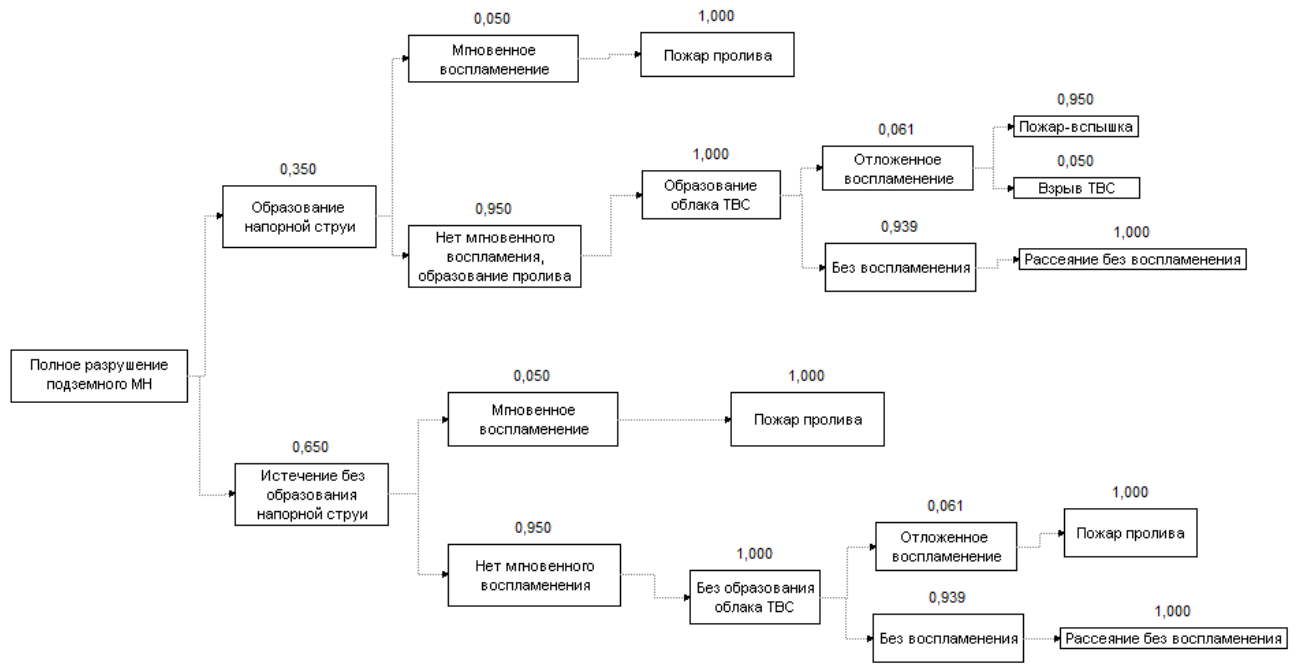 0,050
Мгновенное
воспламенение
1,000
Пожар пролива
0,350
Образование
напорной струи
0,950
Нет мгновенного
воспламения,
образование пролива
1,000
Образование
облака ТВС
0,061
Отложенное
воспламенение
0,950
Пожар-вспышка
0,050
Взрыв ТВС
0,939
Без воспламенения
1,000
Рассеяние без воспламенения
Полное разрушение
подземного МН
0,650
Истечение без
образования
напорной струи
0,050
Мгновенное
воспламенение
1,000
Пожар пролива
0,950
Нет мгновенного
воспламенения
1,000
Без образования
облака ТВС
0,061
Отложенное
воспламенение
1,000
Пожар пролива
0,939
Без воспламенения
1,000
Рассеяние без воспламенения